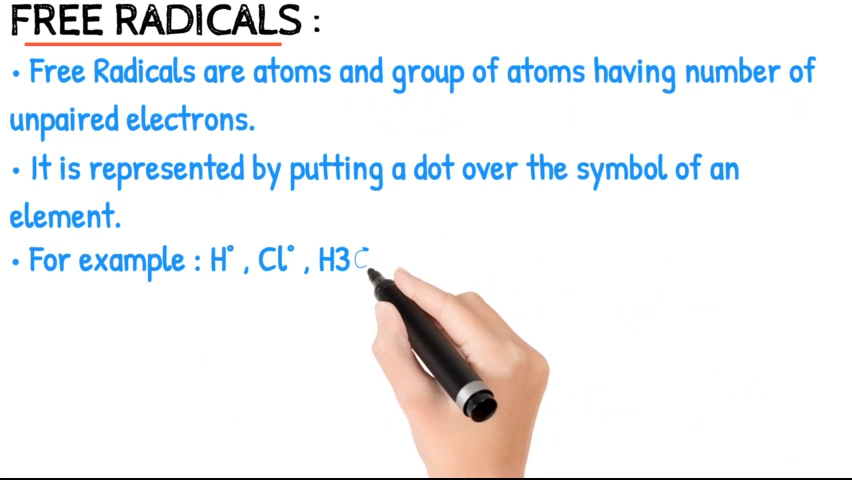 FREE RADICALS :
• Free Radicals are atoms and group of atoms having number of
unpaired electrons.
• It is represented by putting a dot over the symbol of an
element.
• For example : H° , Cl° , H3C